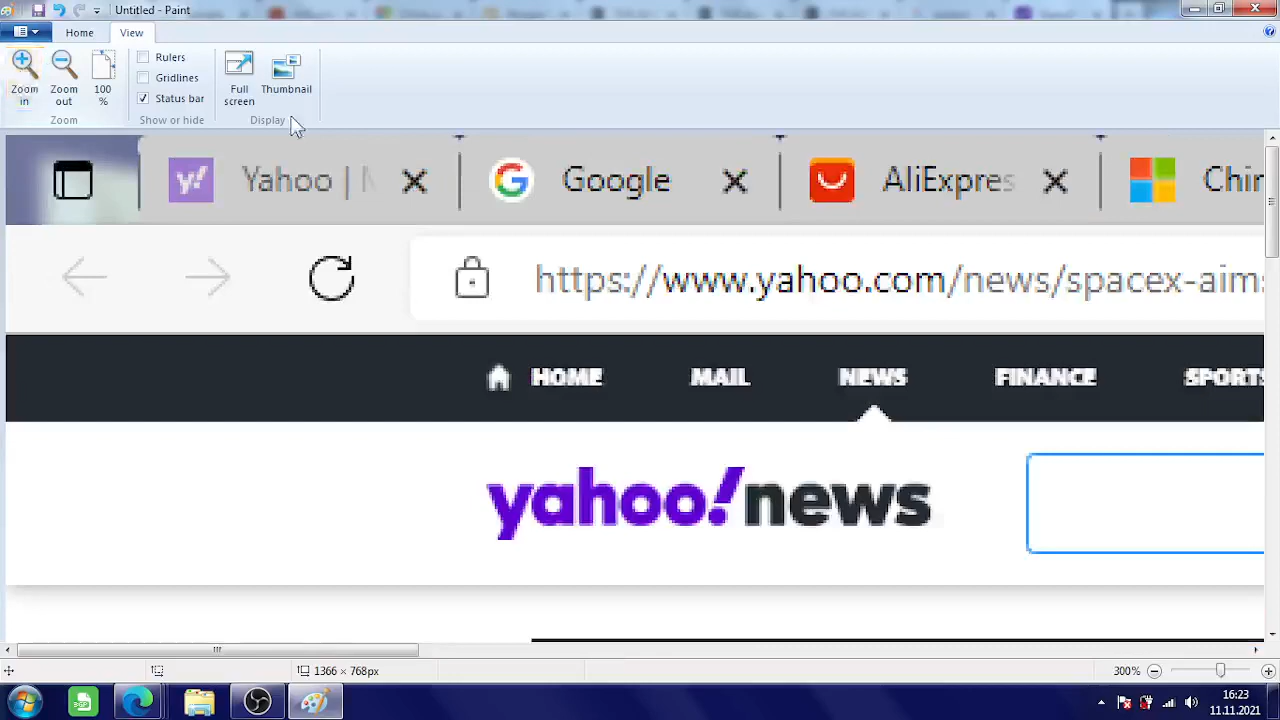 Untitled - Paint
Home View
Zoom in
Zoom out
100 %
Rulers
Gridlines
Status bar
Full screen
Thumbnail
Zoom
Show or hide
Display
Yahoo |
Google
AliExpres
https://www.yahoo.com/news/spacex-aim
HOME MAIL NEWS FINANCE SPORTS
yahoo!news
1366 × 768px
300%
16:23
11.11.2021